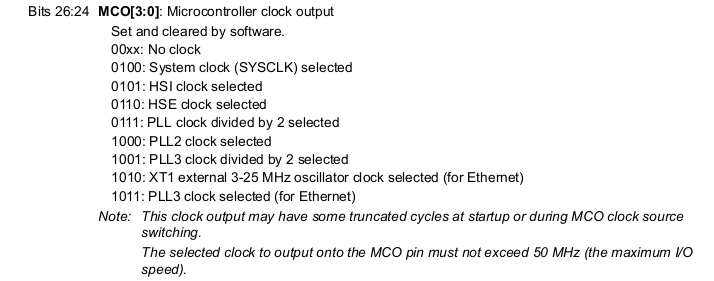 Bits 26:24 MCO[3:0]: Microcontroller clock output
Set and cleared by software.
00xx: No clock
0100: System clock (SYSCLK) selected
0101: HSI clock selected
0110: HSE clock selected
0111: PLL clock divided by 2 selected
1000: PLL2 clock selected
1001: PLL3 clock divided by 2 selected
1010: XT1 external 3-25 MHz oscillator clock selected (for Ethernet)
1011: PLL3 clock selected (for Ethernet)
Note: This clock output may have some truncated cycles at startup or during MCO clock source
switching.
The selected clock to output onto the MCO pin must not exceed 50 MHz (the maximum I/O
speed).